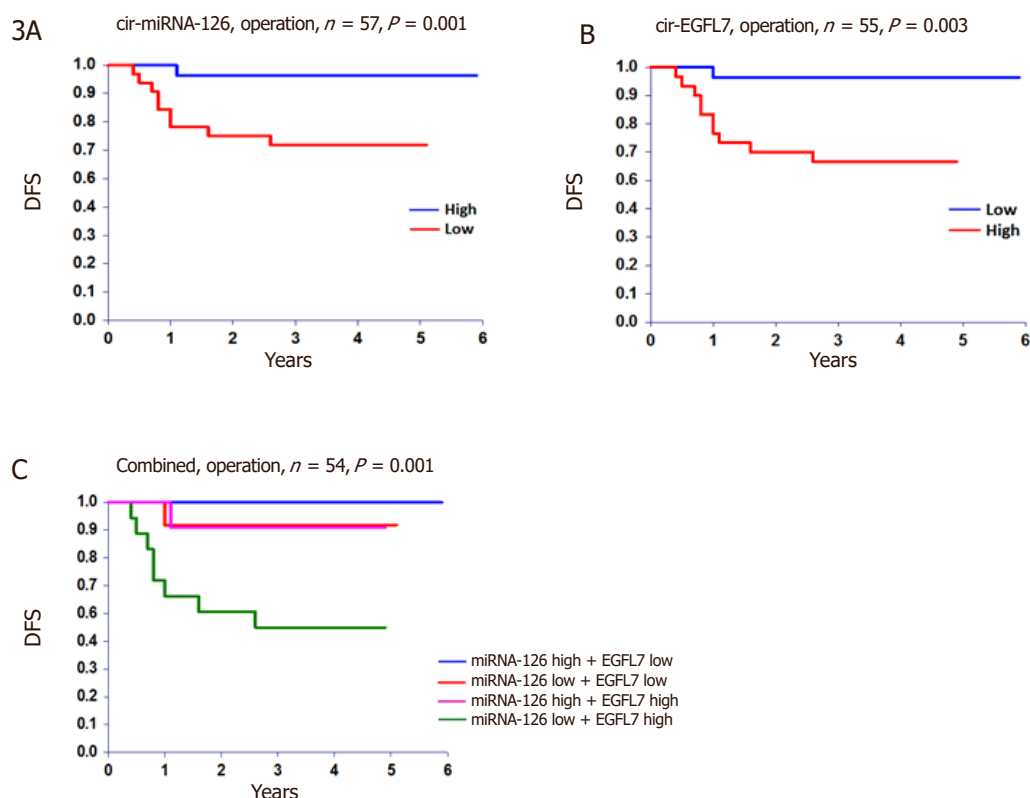 3A
cir-miRNA-126, operation, n = 57, P = 0.001
1.0
0.9
0.8
0.7
0.6
0.5
0.4
0.3
0.2
0.1
0.0
DFS
High
Low
0 1 2 3 4 5 6
Years
B
cir-EGFL7, operation, n = 55, P = 0.003
1.0
0.9
0.8
0.7
0.6
0.5
0.4
0.3
0.2
0.1
0.0
DFS
Low
High
0 1 2 3 4 5 6
Years
C
Combined, operation, n = 54, P = 0.001
1.0
0.9
0.8
0.7
0.6
0.5
0.4
0.3
0.2
0.1
0.0
DFS
miRNA-126 high + EGFL7 low
miRNA-126 low + EGFL7 low
miRNA-126 high + EGFL7 high
miRNA-126 low + EGFL7 high
0 1 2 3 4 5 6
Years